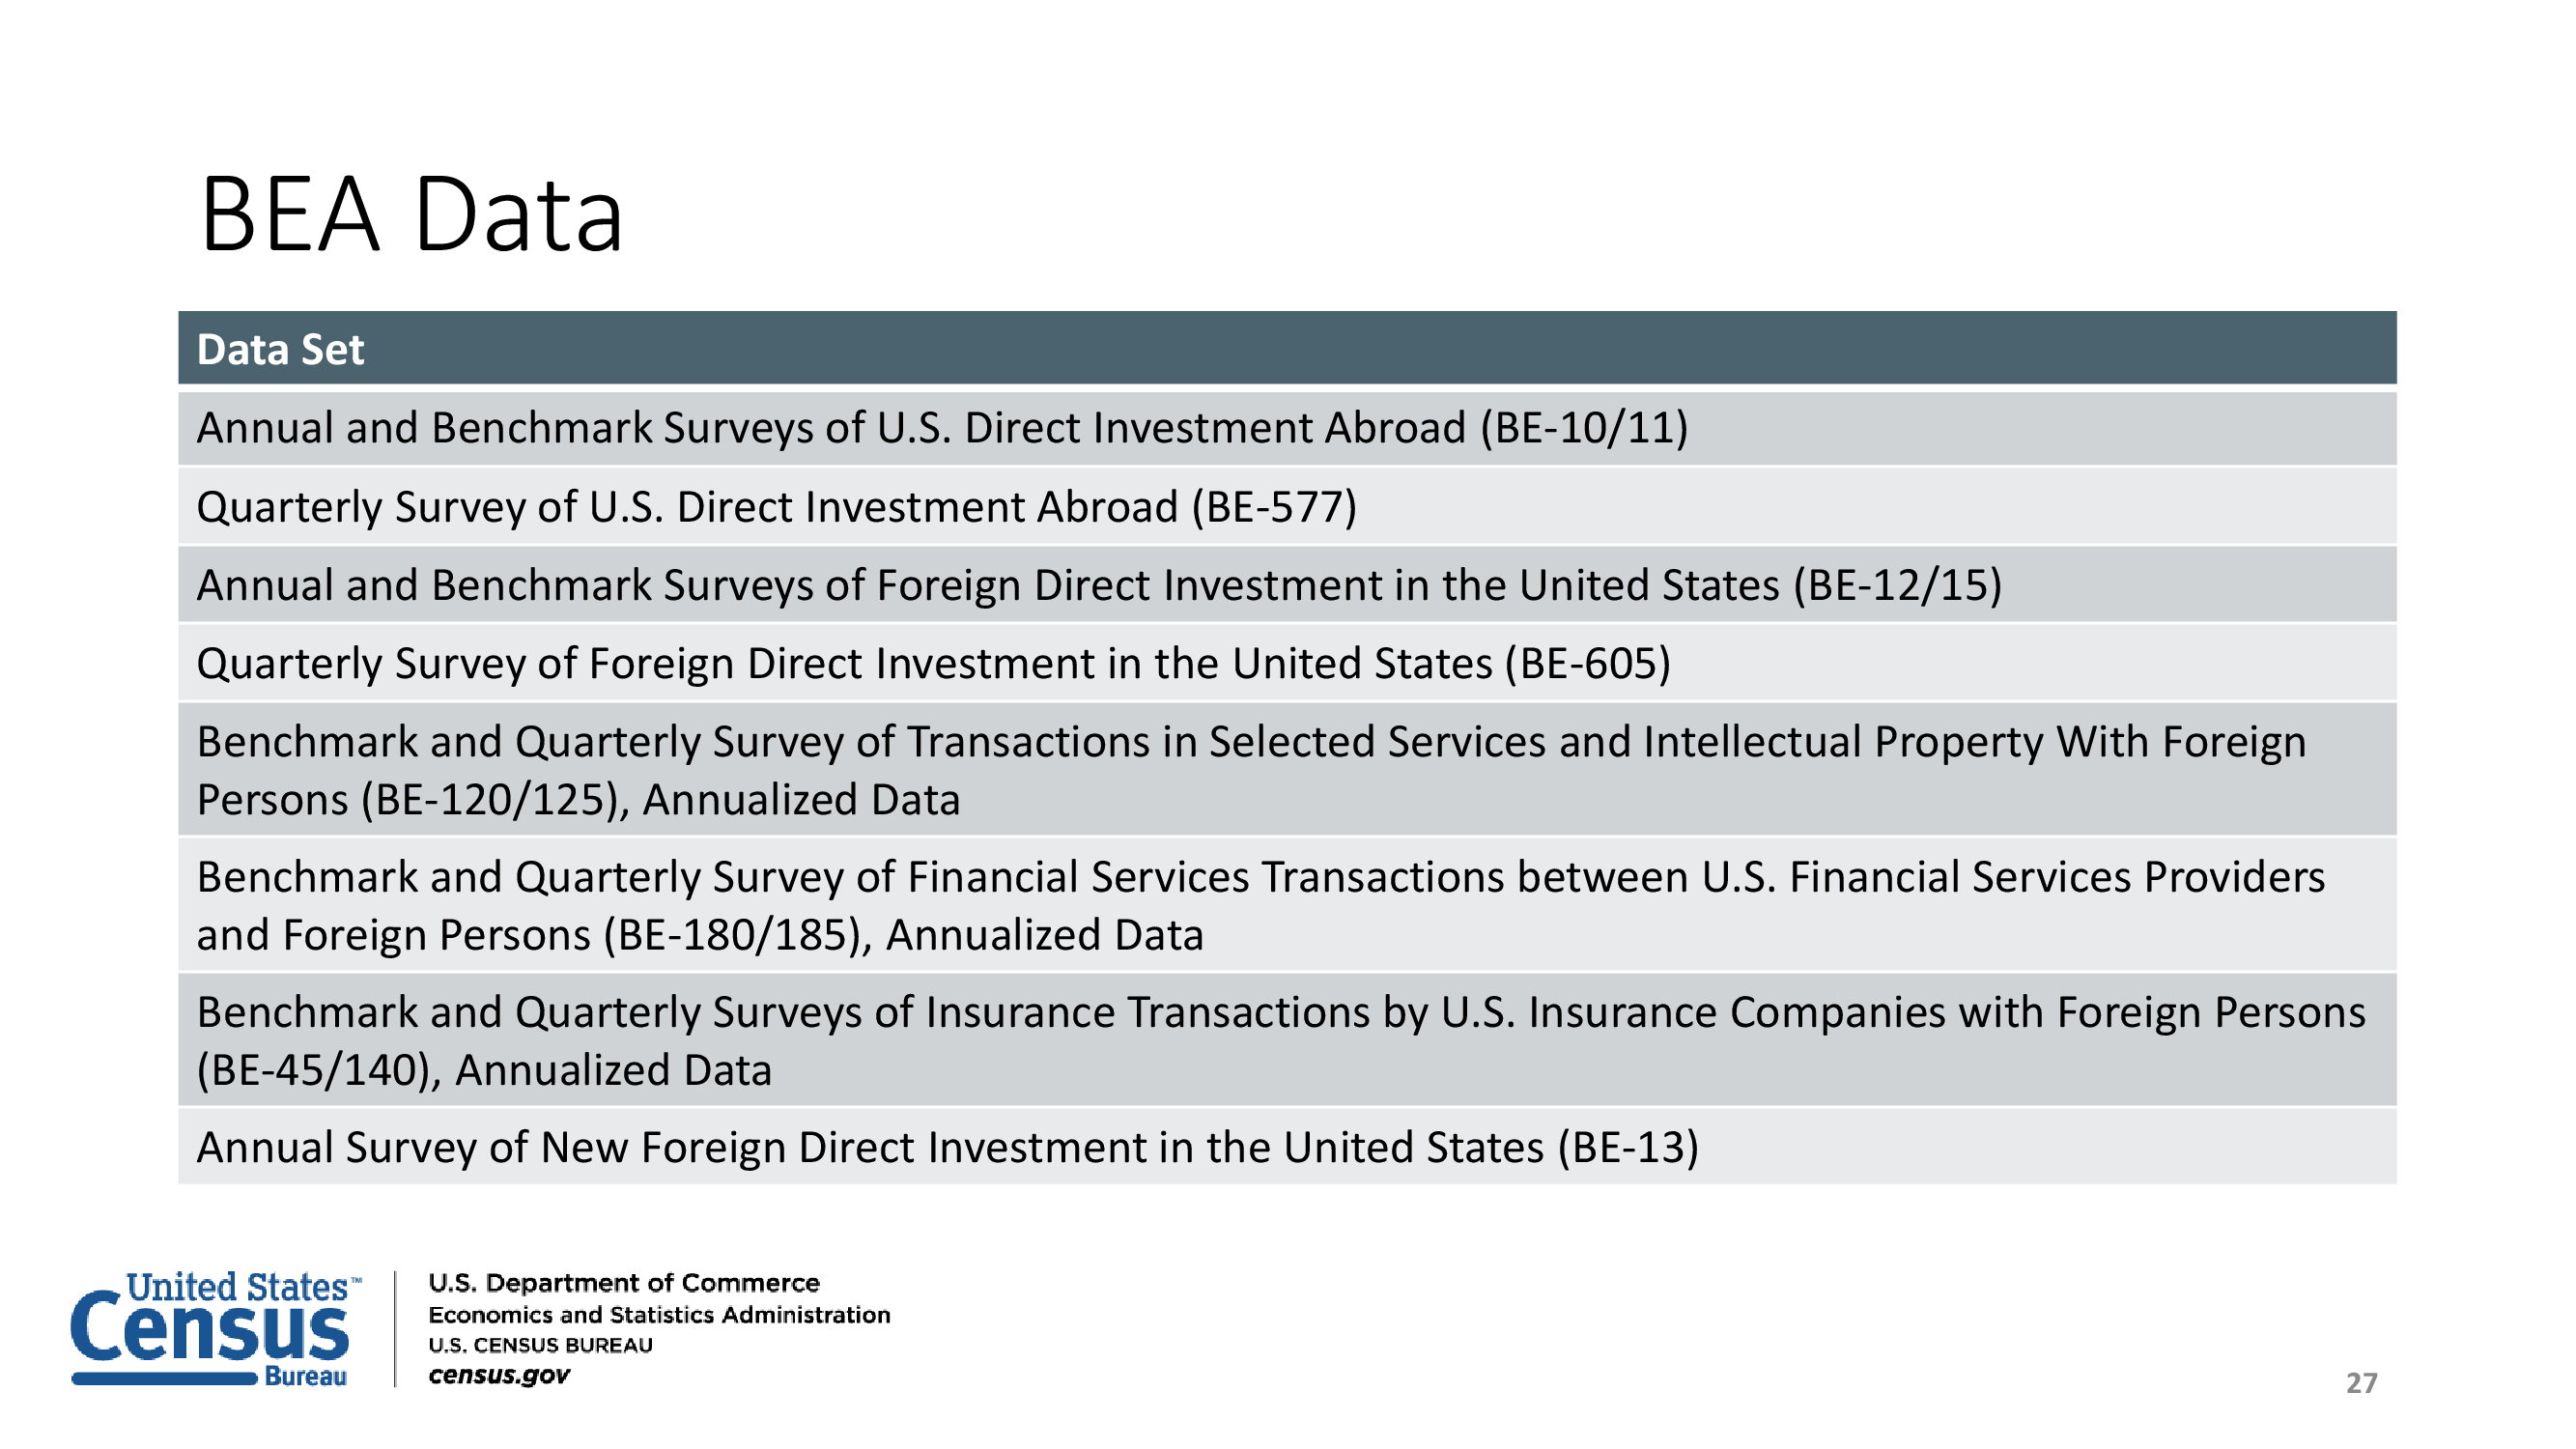 BEA Data
Data Set
Annual and Benchmark Surveys of U.S. Direct Investment Abroad (BE-10/11)
Quarterly Survey of U.S. Direct Investment Abroad (BE-577)
Annual and Benchmark Surveys of Foreign Direct Investment in the United States (BE-12/15)
Quarterly Survey of Foreign Direct Investment in the United States (BE-605)
Benchmark and Quarterly Survey of Transactions in Selected Services and Intellectual Property With Foreign
Persons (BE-120/125), Annualized Data
Benchmark and Quarterly Survey of Financial Services Transactions between U.S. Financial Services Providers
and Foreign Persons (BE-180/185), Annualized Data
Benchmark and Quarterly Surveys of Insurance Transactions by U.S. Insurance Companies with Foreign Persons
(BE-45/140), Annualized Data
Annual Survey of New Foreign Direct Investment in the United States (BE-13)
United States™
Census
Bureau
U.S. Department of Commerce
Economics and Statistics Administration
U.S. CENSUS BUREAU
census.gov
27